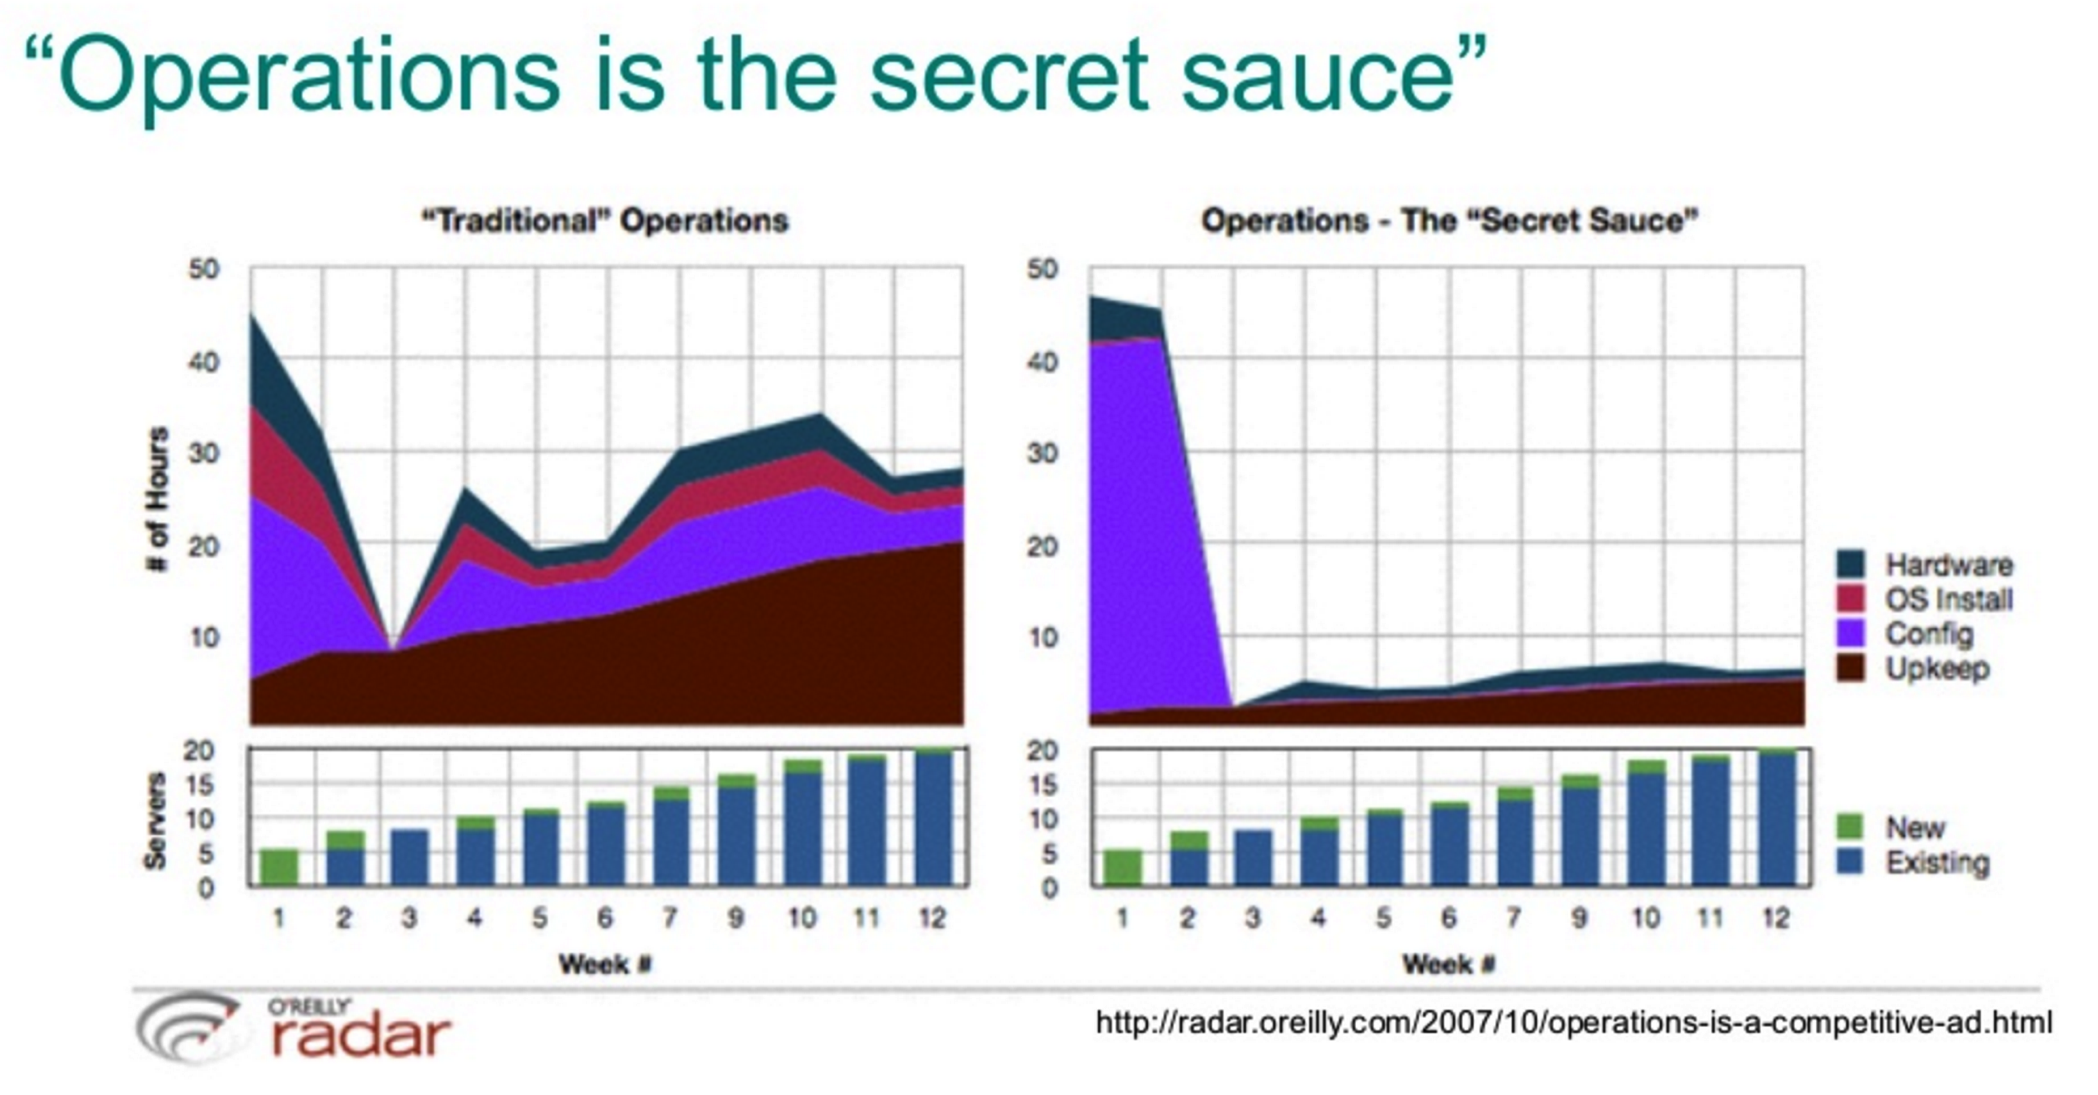 “Operations is the secret sauce”
“Traditional” Operations
50
40
30
20
10
# of Hours
20
15
10
5
0
Servers
1 2 3 4 5 6 7 9 10 11 12
Week #
Operations - The “Secret Sauce”
50
40
30
20
10
Hardware
OS Install
Config
Upkeep
20
15
10
5
0
New
Existing
1 2 3 4 5 6 7 9 10 11 12
Week #
O'REILLY
radar
http://radar.oreilly.com/2007/10/operations-is-a-competitive-ad.html